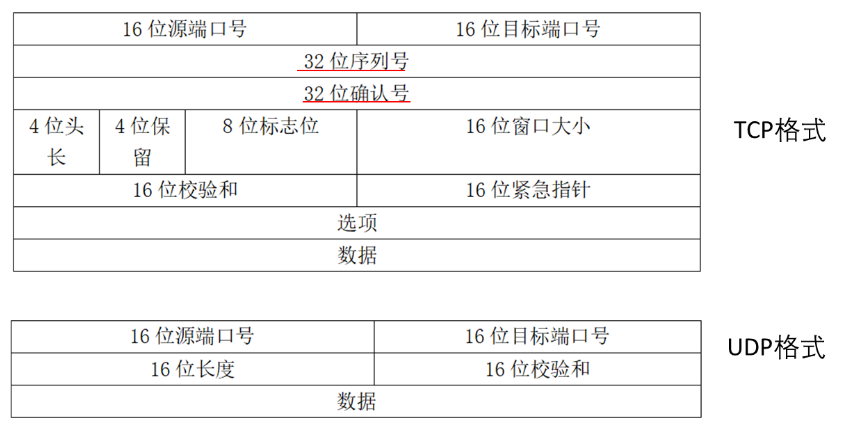 16 位源端口号 16 位目标端口号
32 位序列号
32 位确认号
4 位头长 4 位保留 8 位标志位 16 位窗口大小
16 位校验和 16 位紧急指针
选项
数据
TCP格式
16 位源端口号 16 位目标端口号
16 位长度 16 位校验和
数据
UDP格式